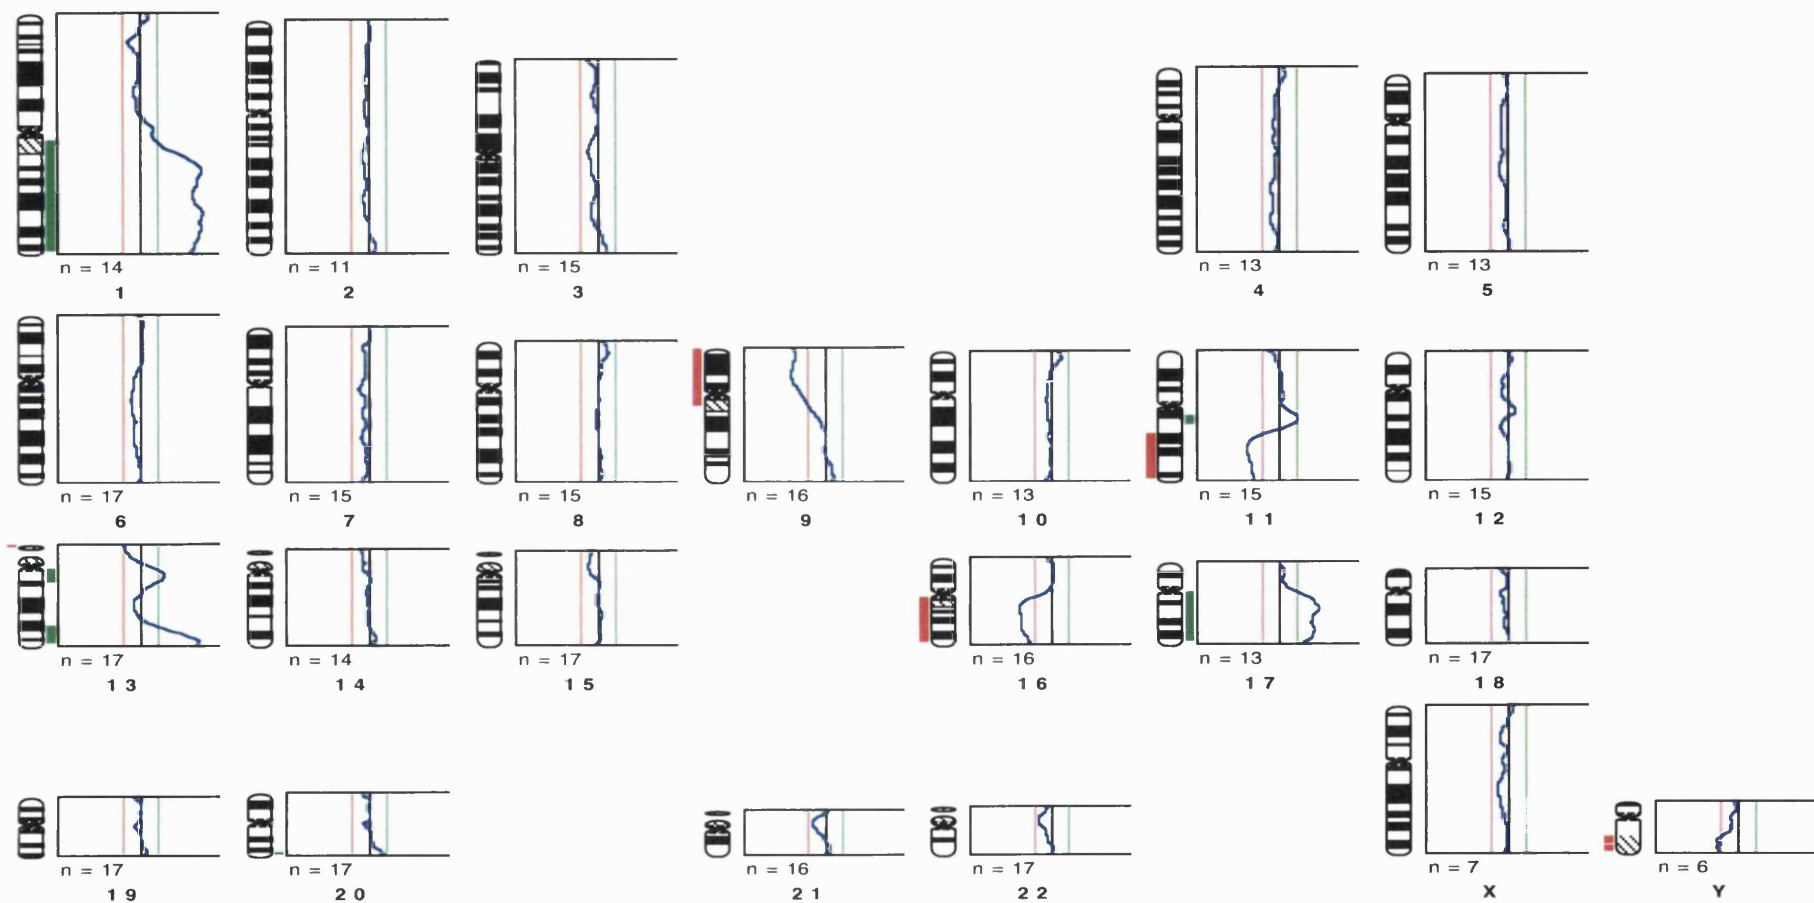 n = 14
1
n = 11
2
n = 15
3
n = 13
4
n = 13
5
n = 17
6
n = 15
7
n = 15
8
n = 16
9
n = 13
10
n = 15
11
n = 15
12
n = 17
13
n = 14
14
n = 17
15
n = 16
16
n = 13
17
n = 17
18
n = 17
19
n = 17
20
n = 16
21
n = 17
22
n = 7
X
n = 6
Y